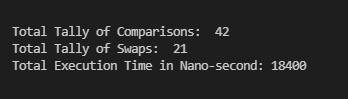 Total Tally of Comparisons:  42
Total Tally of Swaps:  21
Total Execution Time in Nano-second: 18400